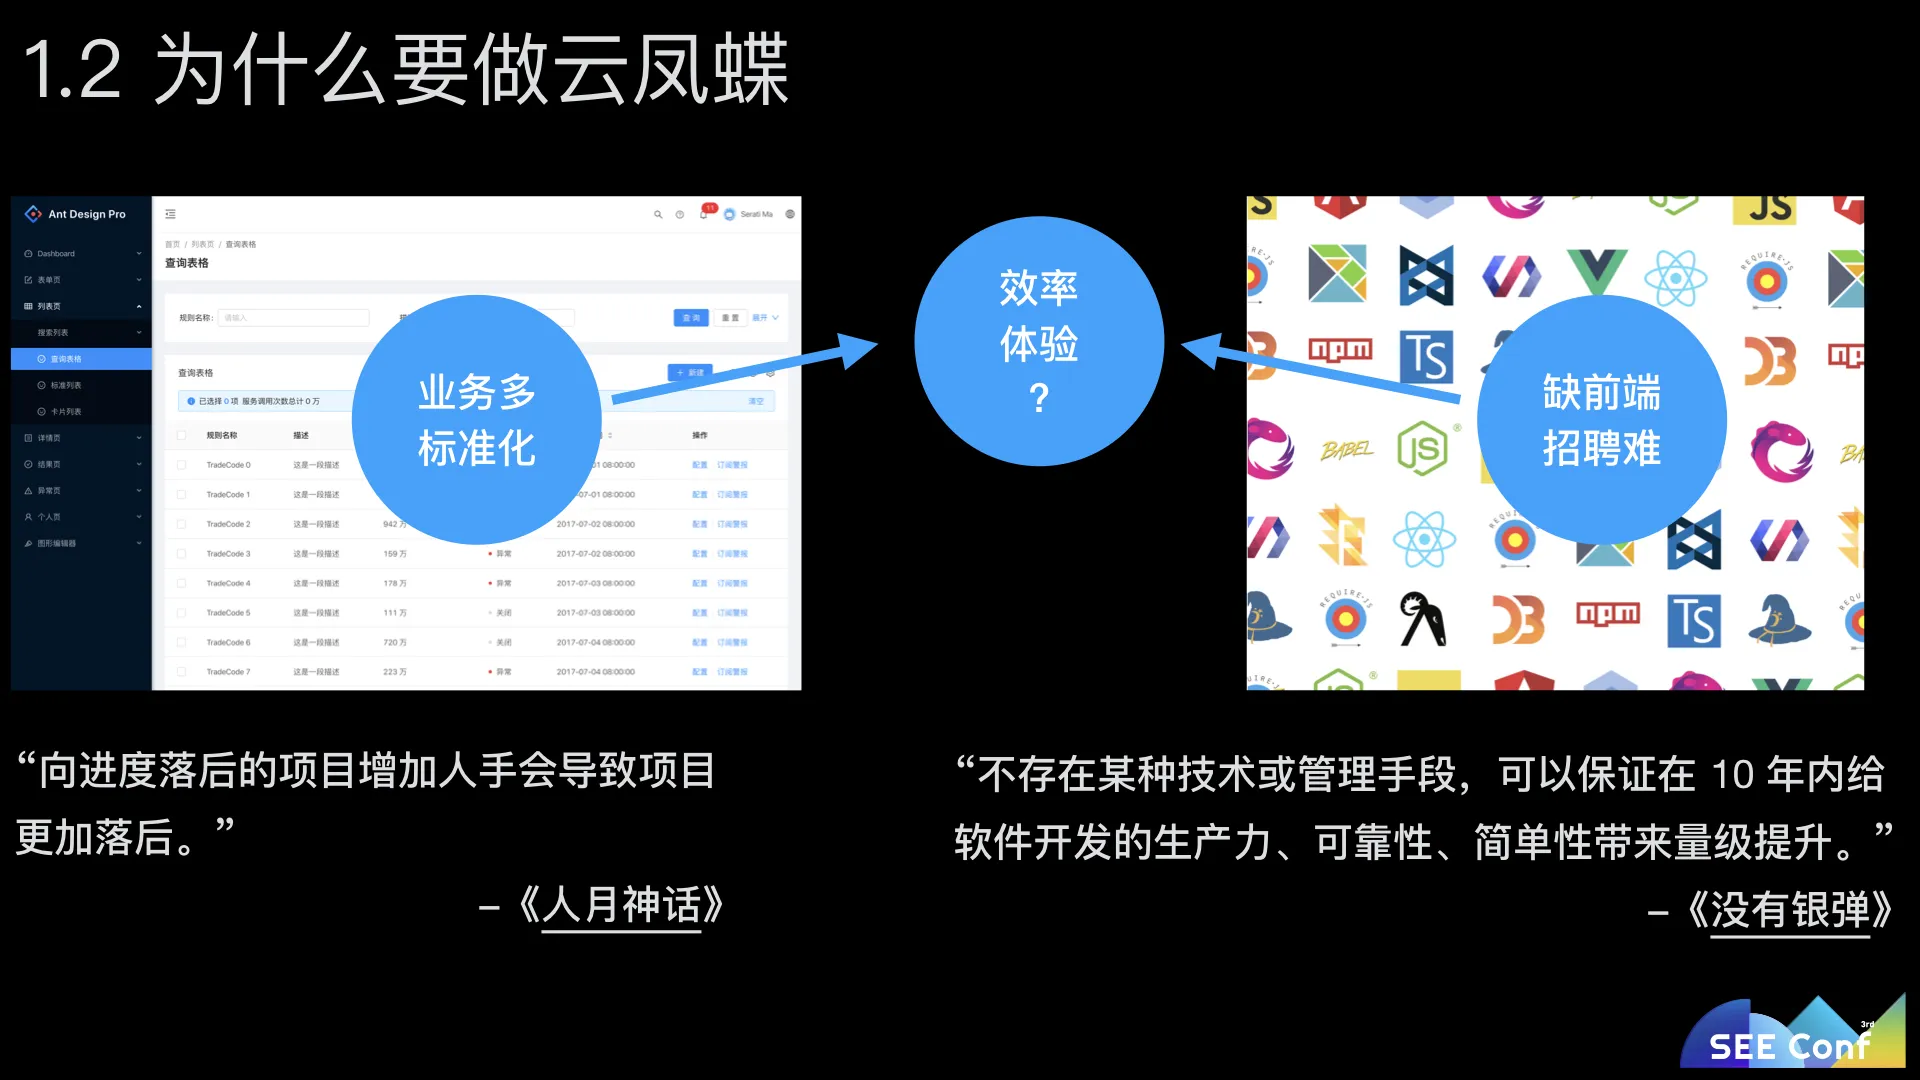 1.2 为什么要做云凤蝶
Ant Design Pro
Dashboard
表单页
列表页
搜索列表
查询表格
标准列表
卡片列表
详情页
结果页
异常页
个人页
图形编辑器
11
Serati Ma
首页 / 列表页 / 查询表格
查询表格
规则名称: 请输入
查 询 重 置 展开
查询表格
+ 新建
已选择 0 项 服务调用次数总计 0 万
清空
规则名称 描述 操作
TradeCode 0 这是一段描述 01 08:00:00 配置 订阅警报
TradeCode 1 这是一段描述 -07-01 08:00:00 配置 订阅警报
TradeCode 2 这是一段描述 942 万 2017-07-02 08:00:00 配置 订阅警报
TradeCode 3 这是一段描述 159 万 异常 2017-07-02 08:00:00 配置 订阅警报
TradeCode 4 这是一段描述 178 万 异常 2017-07-03 08:00:00 配置 订阅警报
TradeCode 5 这是一段描述 111 万 关闭 2017-07-03 08:00:00 配置 订阅警报
TradeCode 6 这是一段描述 720 万 关闭 2017-07-04 08:00:00 配置 订阅警报
TradeCode 7 这是一段描述 223 万 异常 2017-07-04 08:00:00 配置 订阅警报
业务多
标准化
效率
体验
?
JS
REQUIRE·JS
npm
TS
BABEL
JS
REQUIRE·JS
npm
TS
缺前端
招聘难
“向进度落后的项目增加人手会导致项目
更加落后。”
–《人月神话》
“不存在某种技术或管理手段，可以保证在 10 年内给
软件开发的生产力、可靠性、简单性带来量级提升。”
–《没有银弹》
3rd
SEE Conf